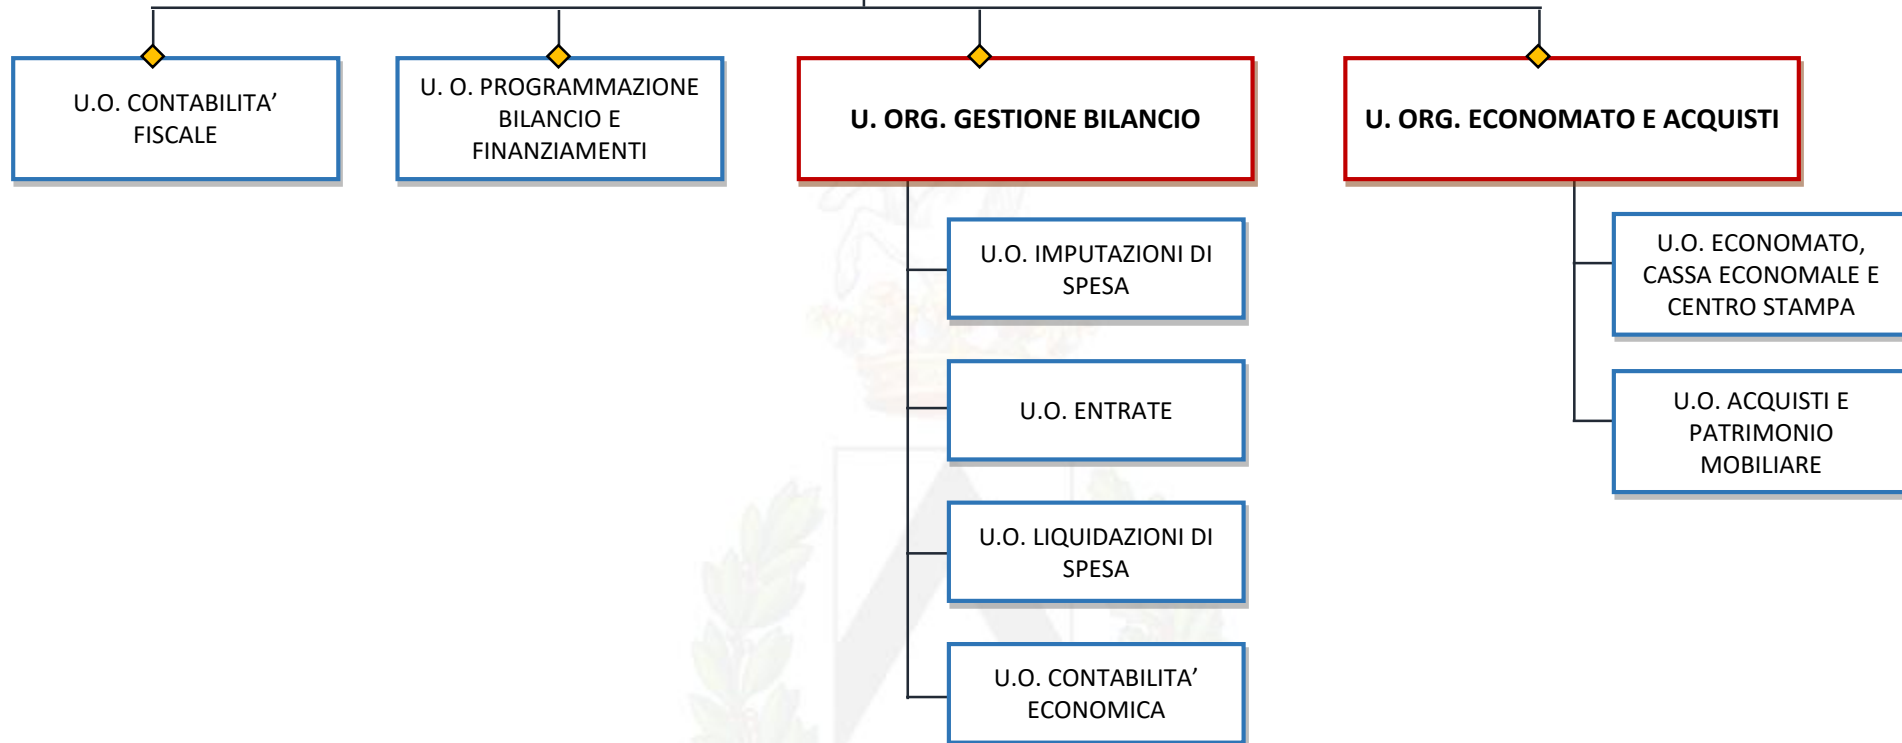 U.O. CONTABILITA’
FISCALE
U. O. PROGRAMMAZIONE
BILANCIO E
FINANZIAMENTI
U. ORG. GESTIONE BILANCIO
U. ORG. ECONOMATO E ACQUISTI
U.O. IMPUTAZIONI DI
SPESA
U.O. ENTRATE
U.O. LIQUIDAZIONI DI
SPESA
U.O. CONTABILITA’
ECONOMICA
U.O. ECONOMATO,
CASSA ECONOMALE E
CENTRO STAMPA
U.O. ACQUISTI E
PATRIMONIO
MOBILIARE